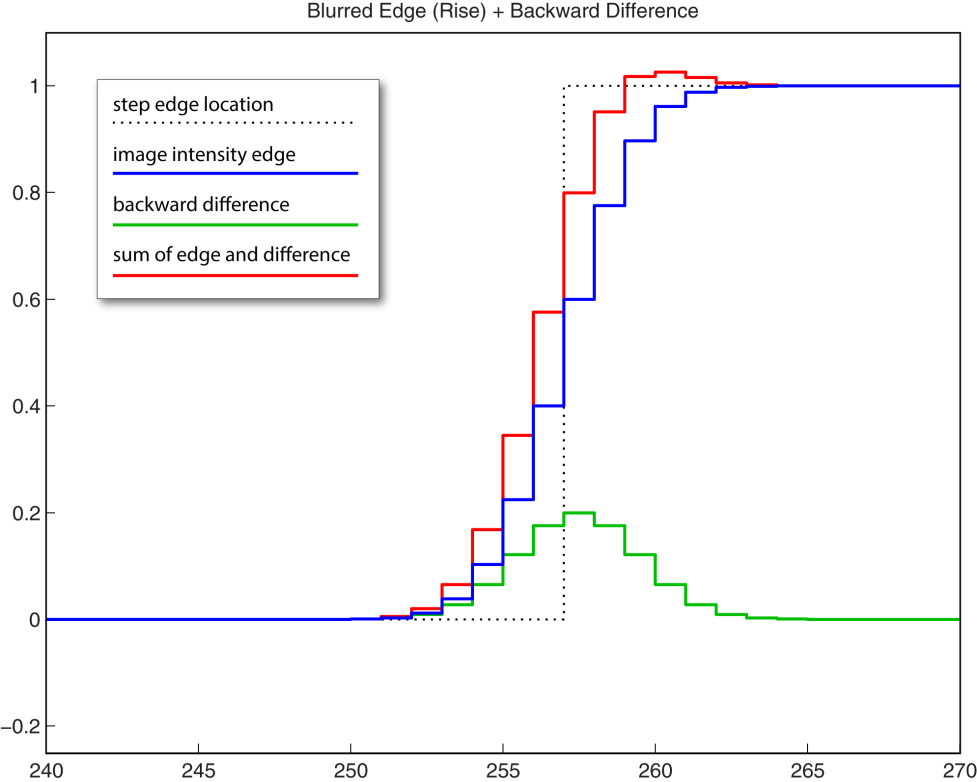 Blurred Edge (Rise) + Backward Difference
step edge location
image intensity edge
backward difference
sum of edge and difference
1
0.8
0.6
0.4
0.2
0
−0.2
240 245 250 255 260 265 270